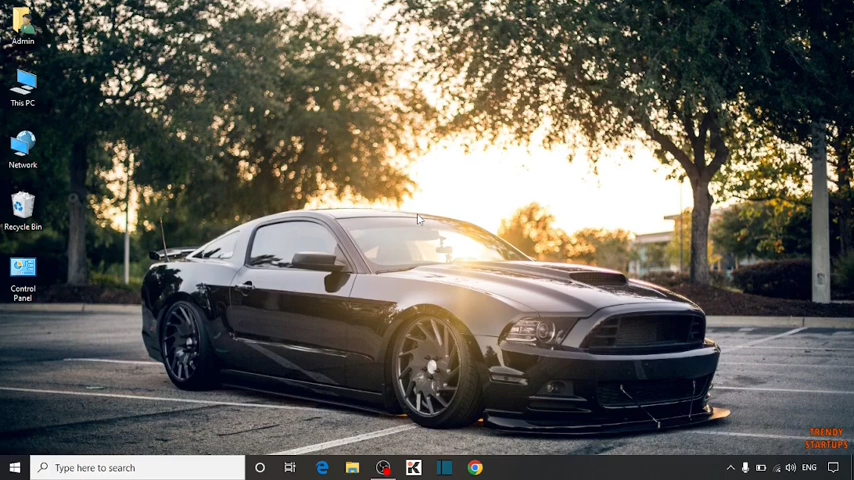 Admin
This PC
Network
Recycle Bin
Control
Panel
TRENDY
STARTUPS
Type here to search
ENG